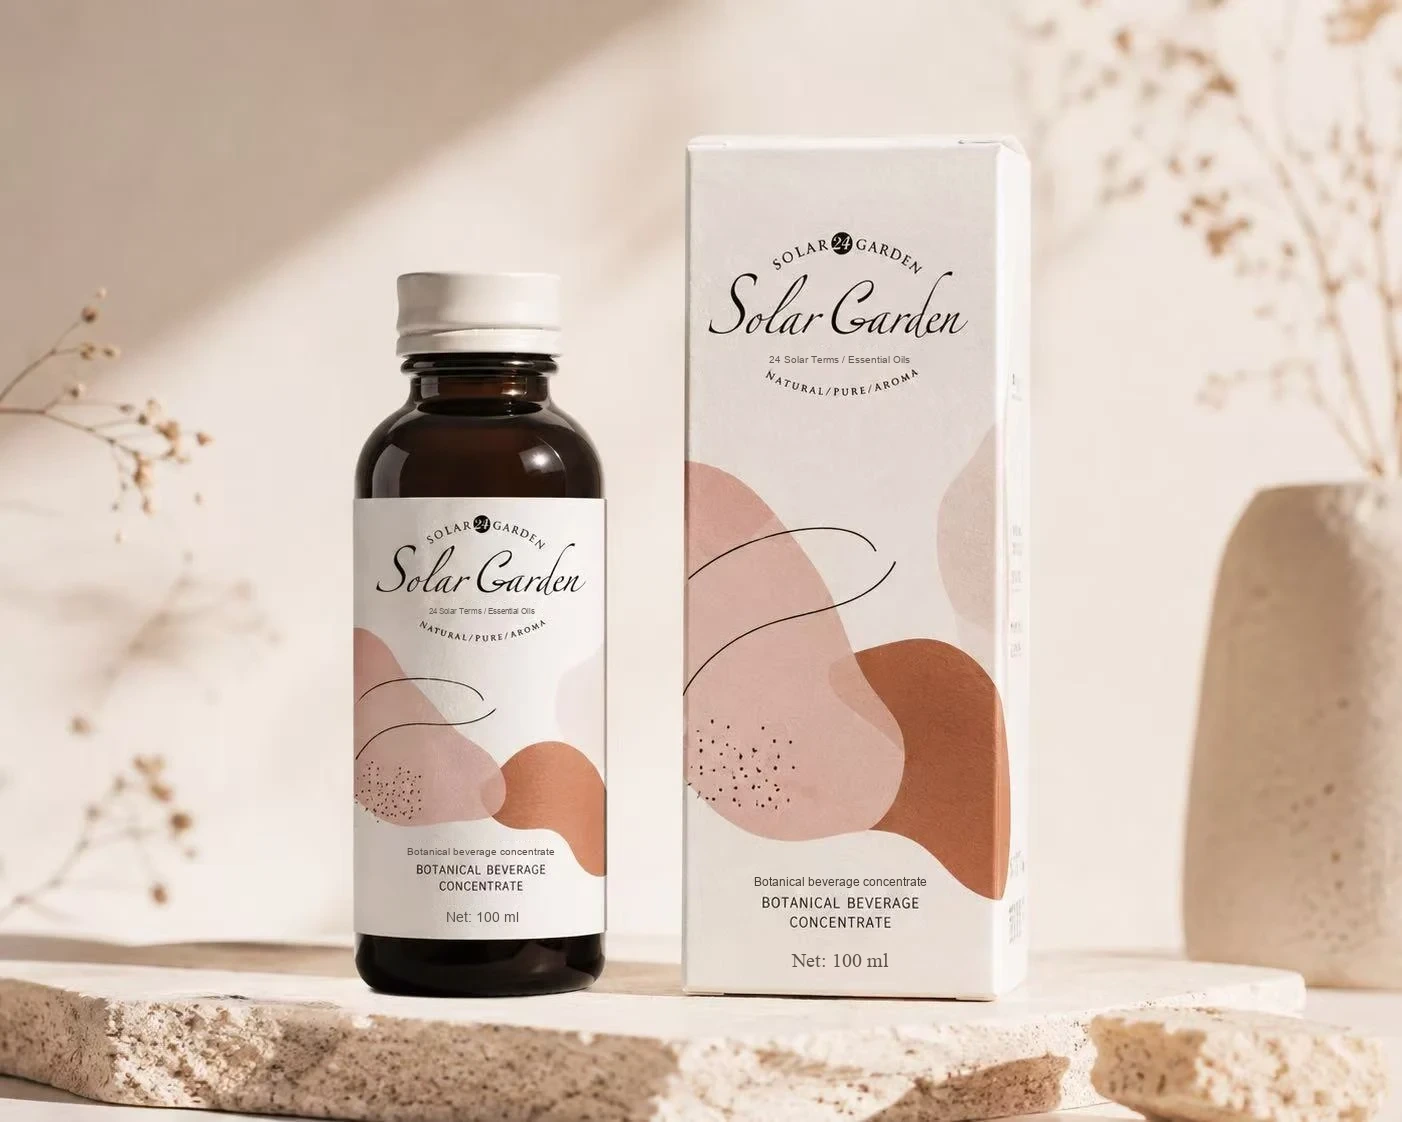 SOLAR 24 GARDEN
Solar Garden
24 Solar Terms / Essential Oils
NATURAL/PURE/AROMA
Botanical beverage concentrate
BOTANICAL BEVERAGE
CONCENTRATE
Net: 100 ml
SOLAR 24 GARDEN
Solar Garden
24 Solar Terms / Essential Oils
NATURAL/PURE/AROMA
Botanical beverage concentrate
BOTANICAL BEVERAGE
CONCENTRATE
Net: 100 ml